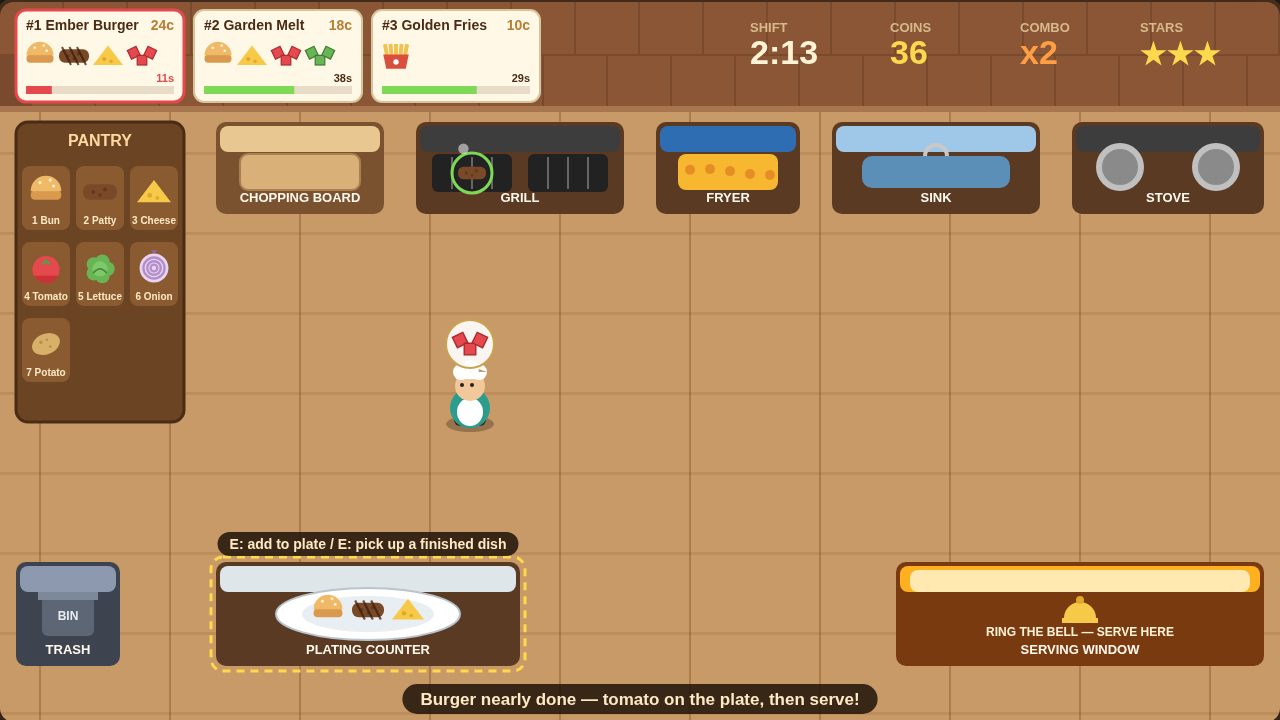 #1 Ember Burger 24c
11s
#2 Garden Melt 18c
38s
#3 Golden Fries 10c
29s
SHIFT
2:13
COINS
36
COMBO
x2
STARS
★★★
PANTRY
1 Bun
2 Patty
3 Cheese
4 Tomato
5 Lettuce
6 Onion
7 Potato
CHOPPING BOARD
GRILL
FRYER
SINK
STOVE
E: add to plate / E: pick up a finished dish
BIN
TRASH
PLATING COUNTER
RING THE BELL — SERVE HERE
SERVING WINDOW
Burger nearly done — tomato on the plate, then serve!